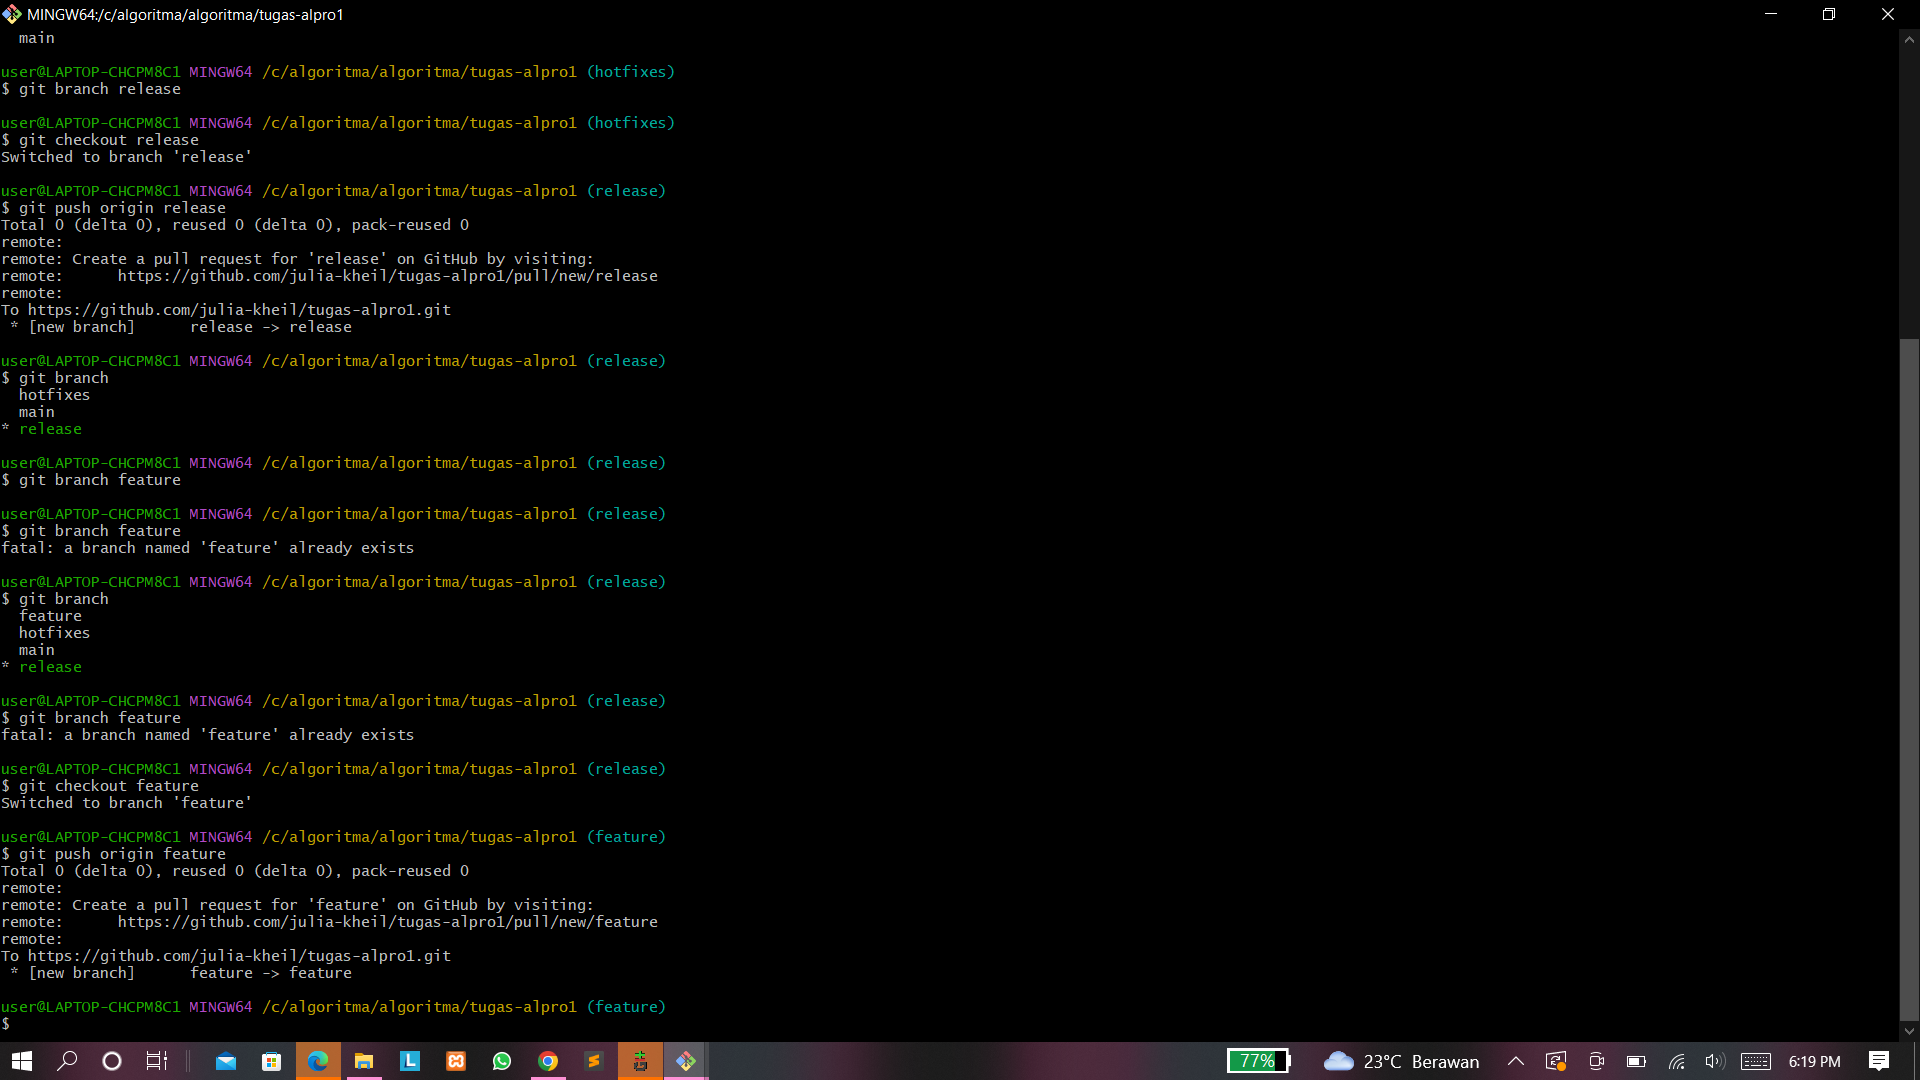 MINGW64:/c/algoritma/algoritma/tugas-alpro1
  main

user@LAPTOP-CHCPM8C1 MINGW64 /c/algoritma/algoritma/tugas-alpro1 (hotfixes)
$ git branch release

user@LAPTOP-CHCPM8C1 MINGW64 /c/algoritma/algoritma/tugas-alpro1 (hotfixes)
$ git checkout release
Switched to branch 'release'

user@LAPTOP-CHCPM8C1 MINGW64 /c/algoritma/algoritma/tugas-alpro1 (release)
$ git push origin release
Total 0 (delta 0), reused 0 (delta 0), pack-reused 0
remote:
remote: Create a pull request for 'release' on GitHub by visiting:
remote:      https://github.com/julia-kheil/tugas-alpro1/pull/new/release
remote:
To https://github.com/julia-kheil/tugas-alpro1.git
 * [new branch]      release -> release

user@LAPTOP-CHCPM8C1 MINGW64 /c/algoritma/algoritma/tugas-alpro1 (release)
$ git branch
  hotfixes
  main
* release

user@LAPTOP-CHCPM8C1 MINGW64 /c/algoritma/algoritma/tugas-alpro1 (release)
$ git branch feature

user@LAPTOP-CHCPM8C1 MINGW64 /c/algoritma/algoritma/tugas-alpro1 (release)
$ git branch feature
fatal: a branch named 'feature' already exists

user@LAPTOP-CHCPM8C1 MINGW64 /c/algoritma/algoritma/tugas-alpro1 (release)
$ git branch
  feature
  hotfixes
  main
* release

user@LAPTOP-CHCPM8C1 MINGW64 /c/algoritma/algoritma/tugas-alpro1 (release)
$ git branch feature
fatal: a branch named 'feature' already exists

user@LAPTOP-CHCPM8C1 MINGW64 /c/algoritma/algoritma/tugas-alpro1 (release)
$ git checkout feature
Switched to branch 'feature'

user@LAPTOP-CHCPM8C1 MINGW64 /c/algoritma/algoritma/tugas-alpro1 (feature)
$ git push origin feature
Total 0 (delta 0), reused 0 (delta 0), pack-reused 0
remote:
remote: Create a pull request for 'feature' on GitHub by visiting:
remote:      https://github.com/julia-kheil/tugas-alpro1/pull/new/feature
remote:
To https://github.com/julia-kheil/tugas-alpro1.git
 * [new branch]      feature -> feature

user@LAPTOP-CHCPM8C1 MINGW64 /c/algoritma/algoritma/tugas-alpro1 (feature)
$
L 77% 23°C Berawan 6:19 PM